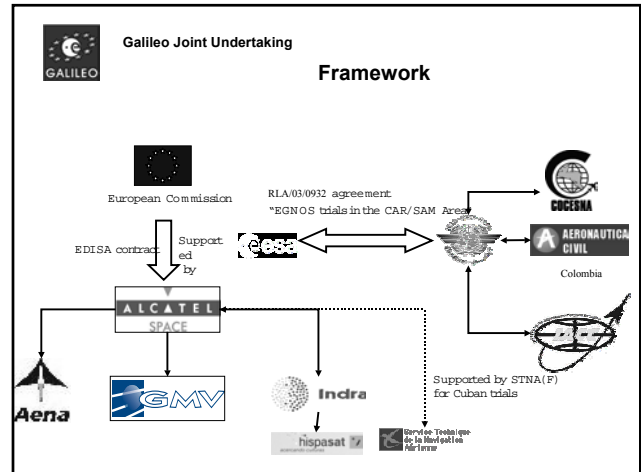 GALILEO
Galileo Joint Undertaking
Framework
European Commission
RLA/03/0932 agreement
"EGNOS trials in the CAR/SAM Area
EDISA contract
Support
ed
by
esa
COCESNA
AERONAUTICA
CIVIL
Colombia
ALCATEL
SPACE
Aena
GMV
Indra
hispasat
Supported by STNA(F)
for Cuban trials
Service Technique
de la Navigation
Aérienne